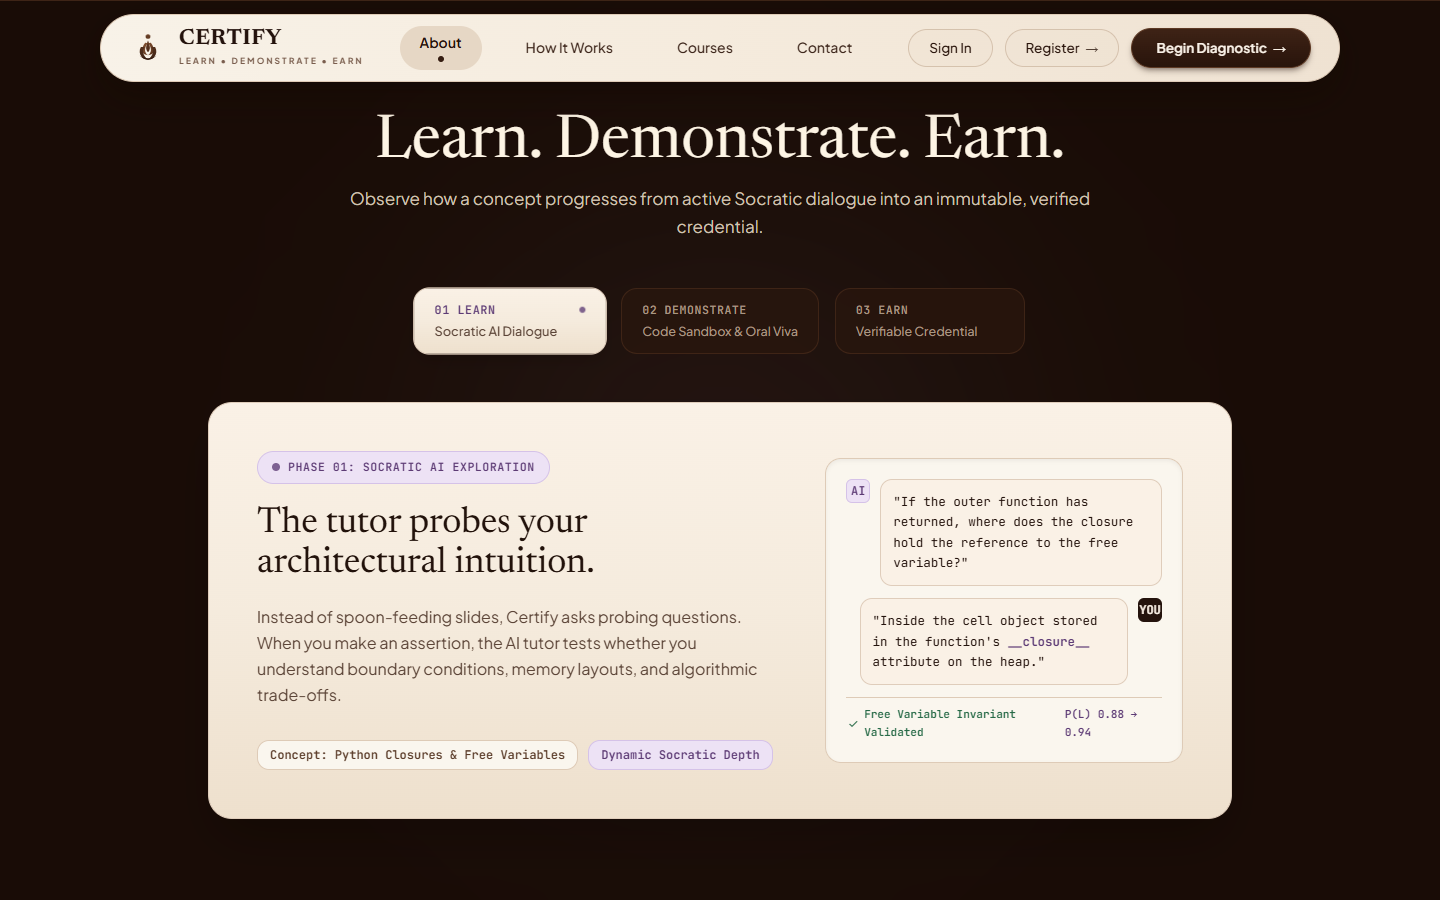 CERTIFY
LEARN • DEMONSTRATE • EARN
About
How It Works
Courses
Contact
Sign In
Register →
Begin Diagnostic →
Learn. Demonstrate. Earn.
Observe how a concept progresses from active Socratic dialogue into an immutable, verified
credential.
01 LEARN
Socratic AI Dialogue
02 DEMONSTRATE
Code Sandbox & Oral Viva
03 EARN
Verifiable Credential
PHASE 01: SOCRATIC AI EXPLORATION
The tutor probes your
architectural intuition.
Instead of spoon-feeding slides, Certify asks probing questions.
When you make an assertion, the AI tutor tests whether you
understand boundary conditions, memory layouts, and algorithmic
trade-offs.
Concept: Python Closures & Free Variables
Dynamic Socratic Depth
AI
"If the outer function has
returned, where does the closure
hold the reference to the free
variable?"
YOU
"Inside the cell object stored
in the function's __closure__
attribute on the heap."
✓ Free Variable Invariant
Validated
P(L) 0.88 →
0.94